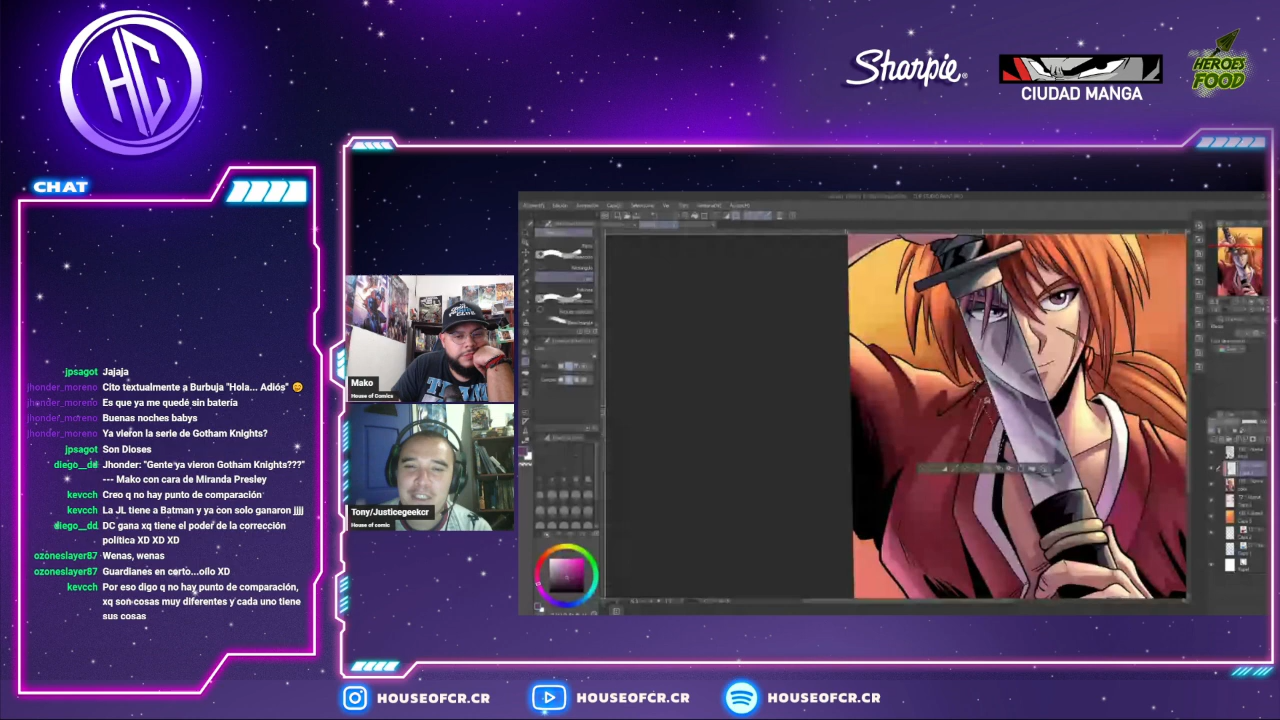 HC
Sharpie®
CIUDAD MANGA
HEROES
FOOD
CHAT
jpsagot Jajaja
jhonder_moreno Cito textualmente a Burbuja "Hola... Adiós" 😊
jhonder_moreno Es que ya me quedé sin batería
jhonder_moreno Buenas noches babys
jhonder_moreno Ya vieron la serie de Gotham Knights?
jpsagot Son Dioses
diego__dd Jhonder: "Gente ya vieron Gotham Knights???"
--- Mako con cara de Miranda Presley
kevcch Creo q no hay punto de comparación
kevcch La JL tiene a Batman y ya con solo ganaron jjjj
diego__dd DC gana xq tiene el poder de la corrección
política XD XD XD
ozoneslayer87 Wenas, wenas
ozoneslayer87 Guardianes en corto...oílo XD
kevcch Por eso digo q no hay punto de comparación,
xq son cosas muy diferentes y cada uno tiene
sus cosas
Mako
House of Comics
Tony/Justicegeekcr
House of comic
HOUSEOFCR.CR
HOUSEOFCR.CR
HOUSEOFCR.CR